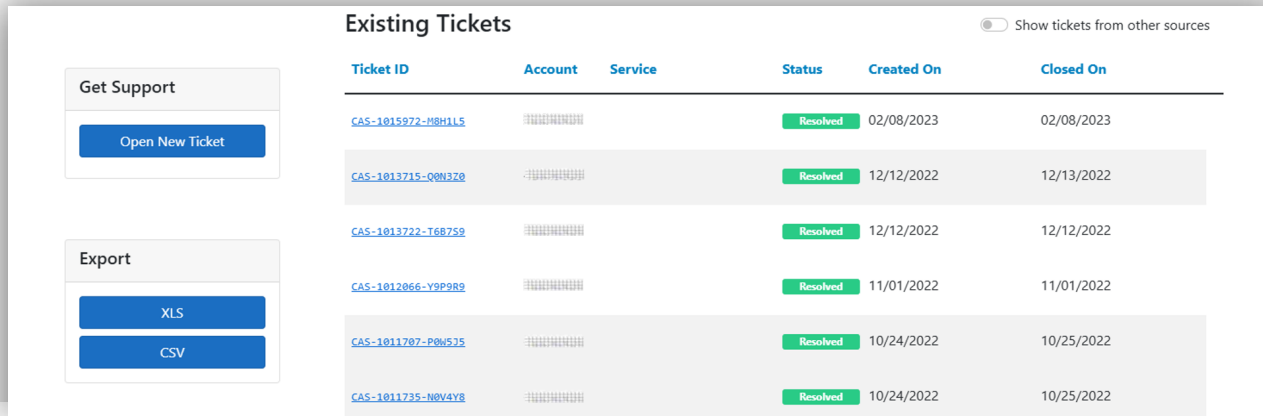 Existing Tickets
Show tickets from other sources
Get Support
Open New Ticket
Export
XLS
CSV
Ticket ID Account Service Status Created On Closed On
CAS-1015972-M8H1L5 Resolved 02/08/2023 02/08/2023
CAS-1013715-Q0N3Z0 Resolved 12/12/2022 12/13/2022
CAS-1013722-T6B7S9 Resolved 12/12/2022 12/12/2022
CAS-1012066-Y9P9R9 Resolved 11/01/2022 11/01/2022
CAS-1011707-P0W5J5 Resolved 10/24/2022 10/25/2022
CAS-1011735-N0V4Y8 Resolved 10/24/2022 10/25/2022